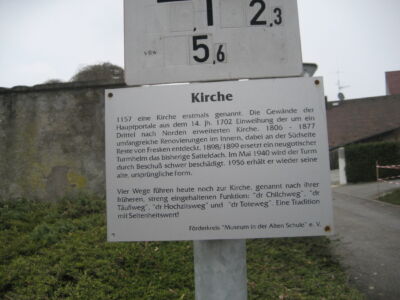 1 2,3
5,6
Kirche
1157 eine Kirche erstmals genannt. Die Gewände der
Hauptportale aus dem 14. Jh. 1702 Einweihung der um ein
Drittel nach Norden erweiterten Kirche. 1806 - 1877
umfangreiche Renovierungen im Innern, dabei an der Südseite
Reste von Fresken entdeckt. 1898/1899 ersetzt ein neugotischer
Turmhelm das bisherige Satteldach. Im Mai 1940 wird der Turm
durch Beschuß schwer beschädigt. 1956 erhält er wieder seine
alte, ursprüngliche Form.
Vier Wege führen heute noch zur Kirche, genannt nach ihrer
früheren, streng eingehaltenen Funktion: "dr Chilchweg", "dr
Täufiweg", "dr Hochzitsweg" und "dr Toteweg". Eine Tradition
mit Seltenheitswert!
Förderkreis "Museum in der Alten Schule" e. V.